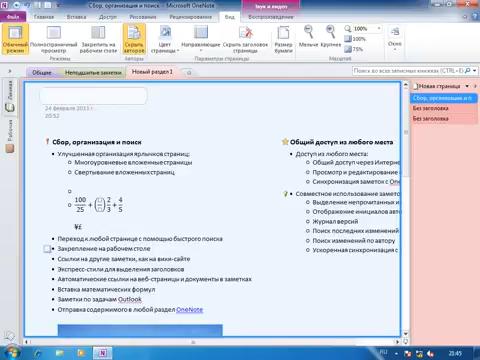 Сбор, организация и поиск - Microsoft OneNote
Звук и видео
Файл
Главная
Вставка
Доступ
Рисование
Рецензирование
Вид
Воспроизведение
Обычный режим
Полностраничный просмотр
Закрепить на рабочем столе
Скрыть авторов
Цвет страницы
Направляющие
Скрыть заголовок страницы
Размер бумаги
Мельче
Крупнее
100%
100%
75%
Окно
Режимы
Авторы
Параметры страницы
Масштаб
Общие
Неподшитые заметки
Новый раздел 1
Поиск во всех записных книжках (CTRL+E)
Новая страница
Сбор, организация и п
Без заголовка
Без заголовка
Личная
Рабочая
24 февраля 2011 г.
20:52
Сбор, организация и поиск
Улучшенная организация ярлычков страниц:
Многоуровневые вложенные страницы
Свертывание вложенных страниц
100/25 + (□/□) 2/3 + 4/5
¥£
Переход к любой странице с помощью быстрого поиска
Закрепление на рабочем столе
Ссылки на другие заметки, как на вики-сайте
Экспресс-стили для выделения заголовков
Автоматические ссылки на веб-страницы и документы в заметках
Вставка математических формул
Заметки по задачам Outlook
Отправка содержимого в любой раздел OneNote
Общий доступ из любого места
Доступ из любого места:
Общий доступ через Интерне
Просмотр и редактирование
Синхронизация заметок с One
Совместное использование заметок
Выделение непрочитанных и
Отображение инициалов авто
Журнал версий
Поиск последних изменений
Поиск изменений по автору
Ускоренная синхронизация с
RU
21:45